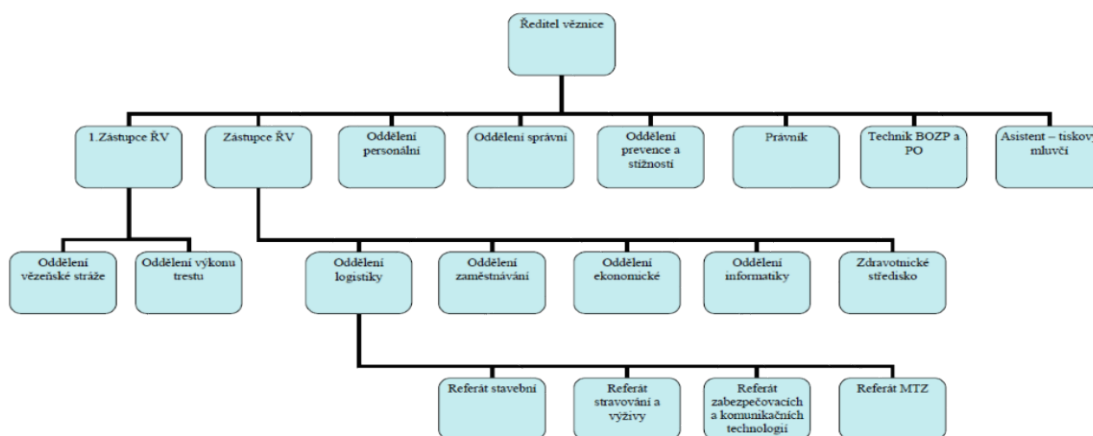 Ředitel věznice
1.Zástupce ŘV
Zástupce ŘV
Oddělení
personální
Oddělení správní
Oddělení
prevence a
stížností
Právník
Technik BOZP a
PO
Asistent – tiskový
mluvčí
Oddělení
vězeňské stráže
Oddělení výkonu
trestu
Oddělení
logistiky
Oddělení
zaměstnávání
Oddělení
ekonomické
Oddělení
informatiky
Zdravotnické
středisko
Referát stavební
Referát
stravování a
výživy
Referát
zabezpečovacích
a komunikačních
technologií
Referát MTZ